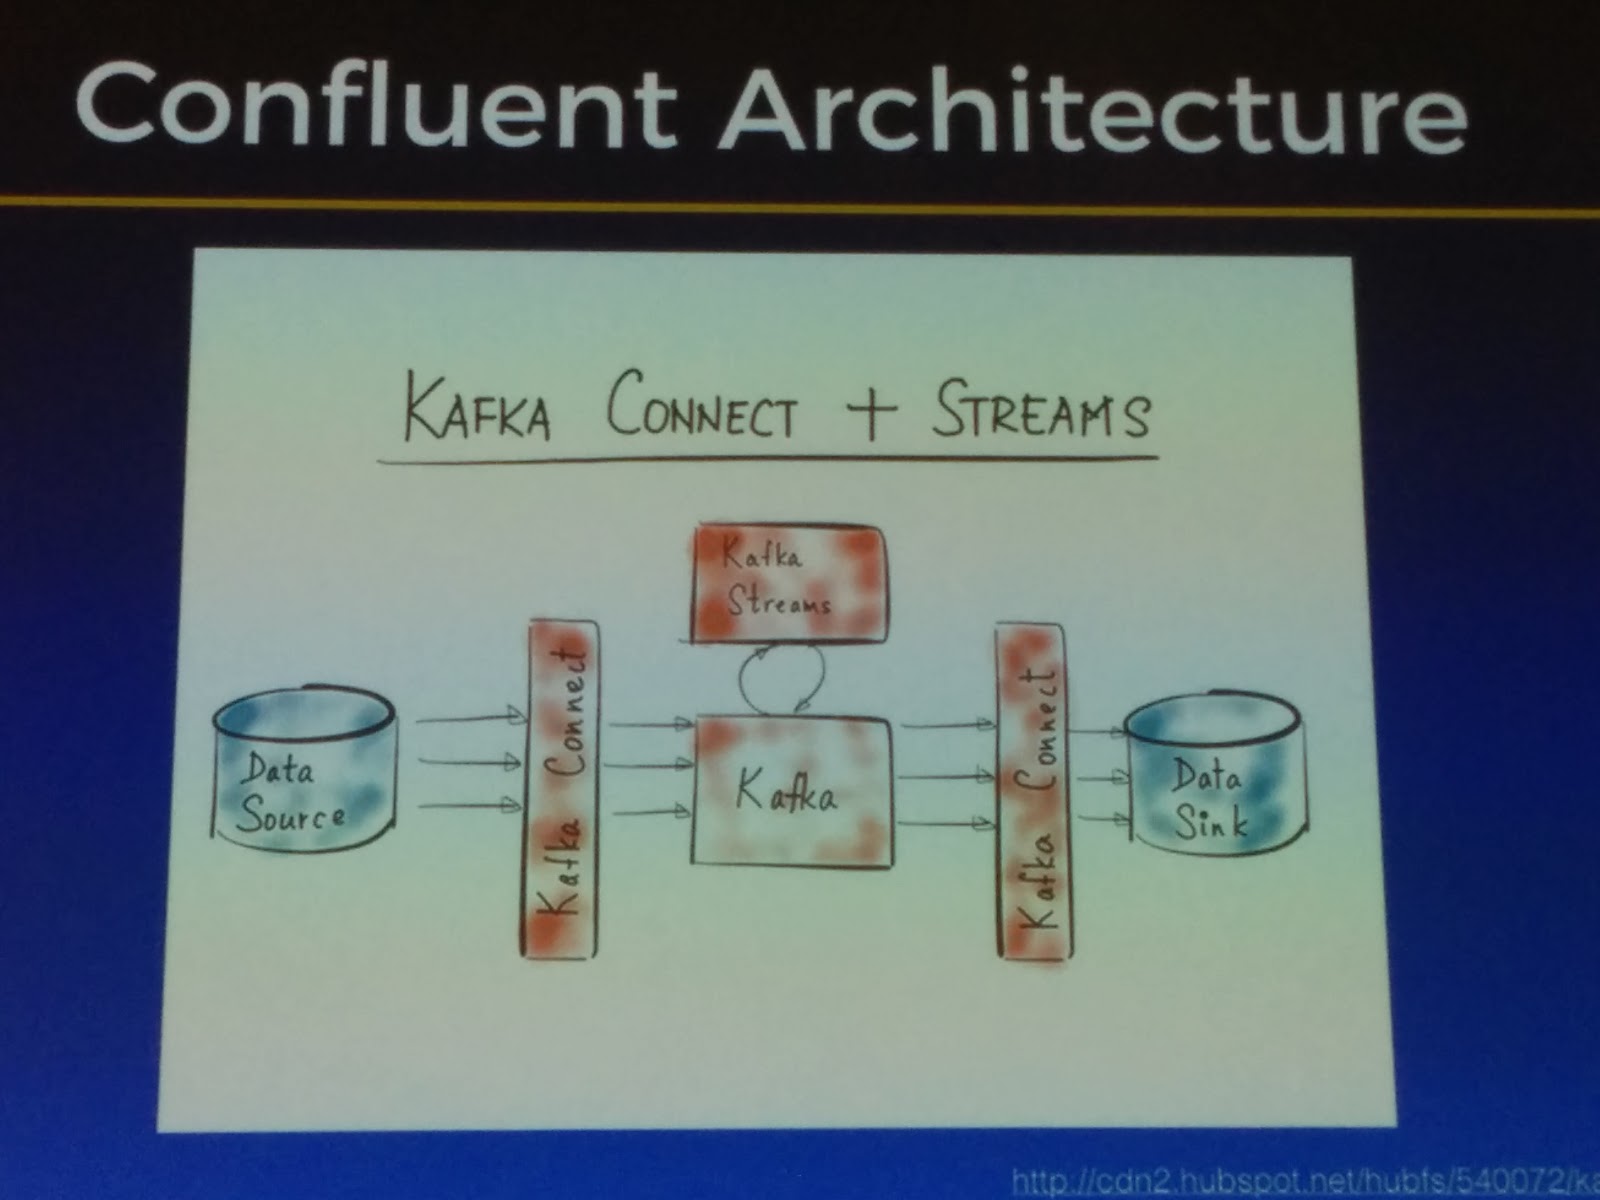 Confluent Architecture
KAFKA CONNECT + STREAMS
Kafka
Streams
Data
Source
Kafka Connect
Kafka
Kafka Connect
Data
Sink
http://cdn2.hubspot.net/hubfs/540072/ka